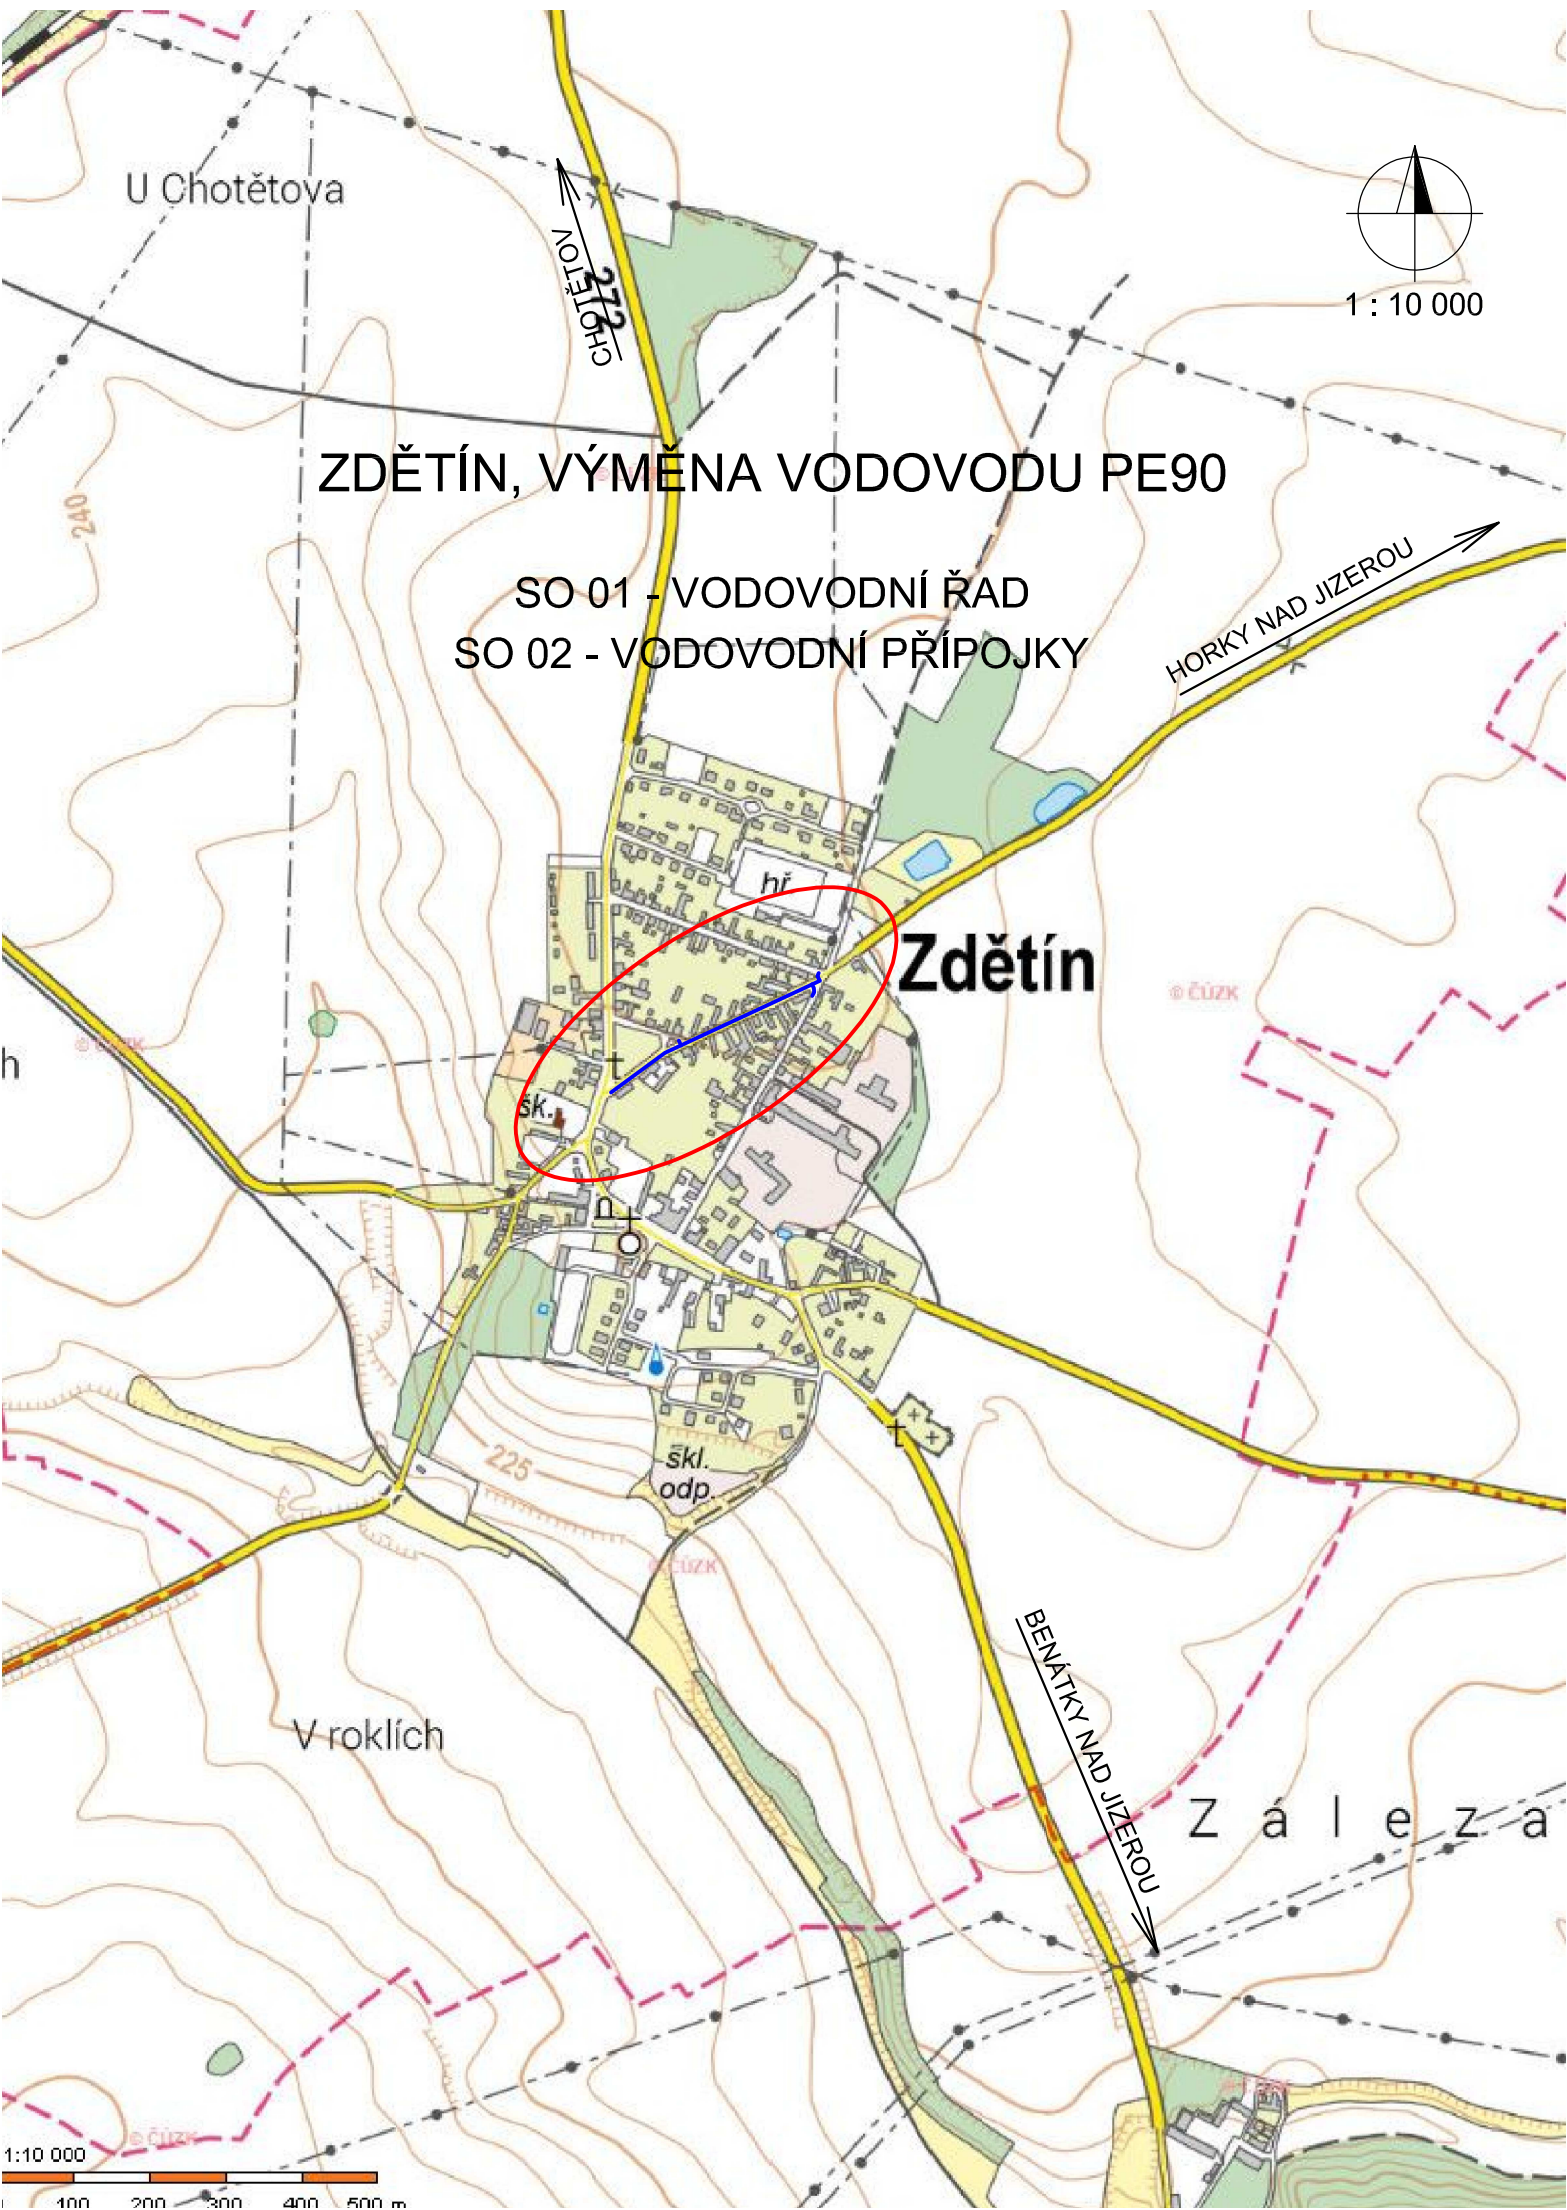 U Chotětova
CHOTĚTOV
272
1 : 10 000
ZDĚTÍN, VÝMĚNA VODOVODU PE90
© ČÚZK
240
SO 01 - VODOVODNÍ ŘAD
SO 02 - VODOVODNÍ PŘÍPOJKY
HORKY NAD JIZEROU
hř.
Zdětín
© ČÚZK
© ČÚZK
h
šk.
225
škl.
odp.
© ČÚZK
BENÁTKY NAD JIZEROU
V roklích
Záleza
© ČÚZK
© ČÚZK
1:10 000
100 200 300 400 500 m